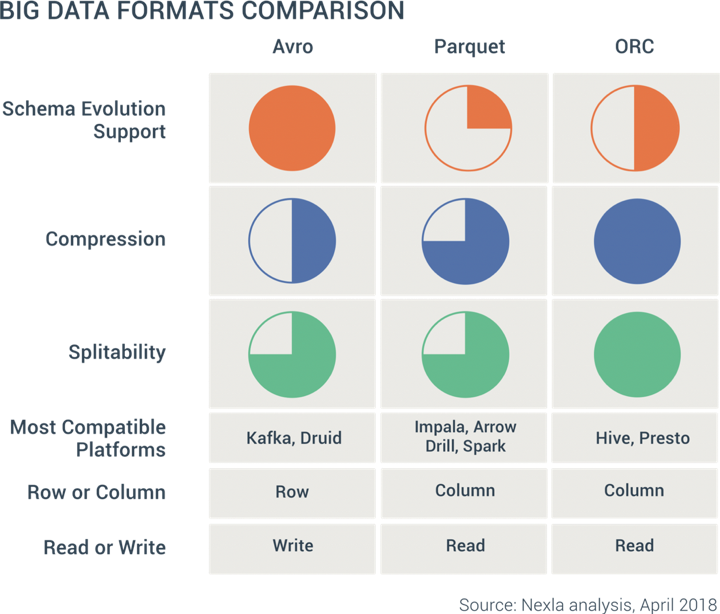 BIG DATA FORMATS COMPARISON
Avro Parquet ORC
Schema Evolution
Support
Compression
Splitability
Most Compatible
Platforms
Kafka, Druid
Impala, Arrow
Drill, Spark
Hive, Presto
Row or Column Row Column Column
Read or Write Write Read Read
Source: Nexla analysis, April 2018